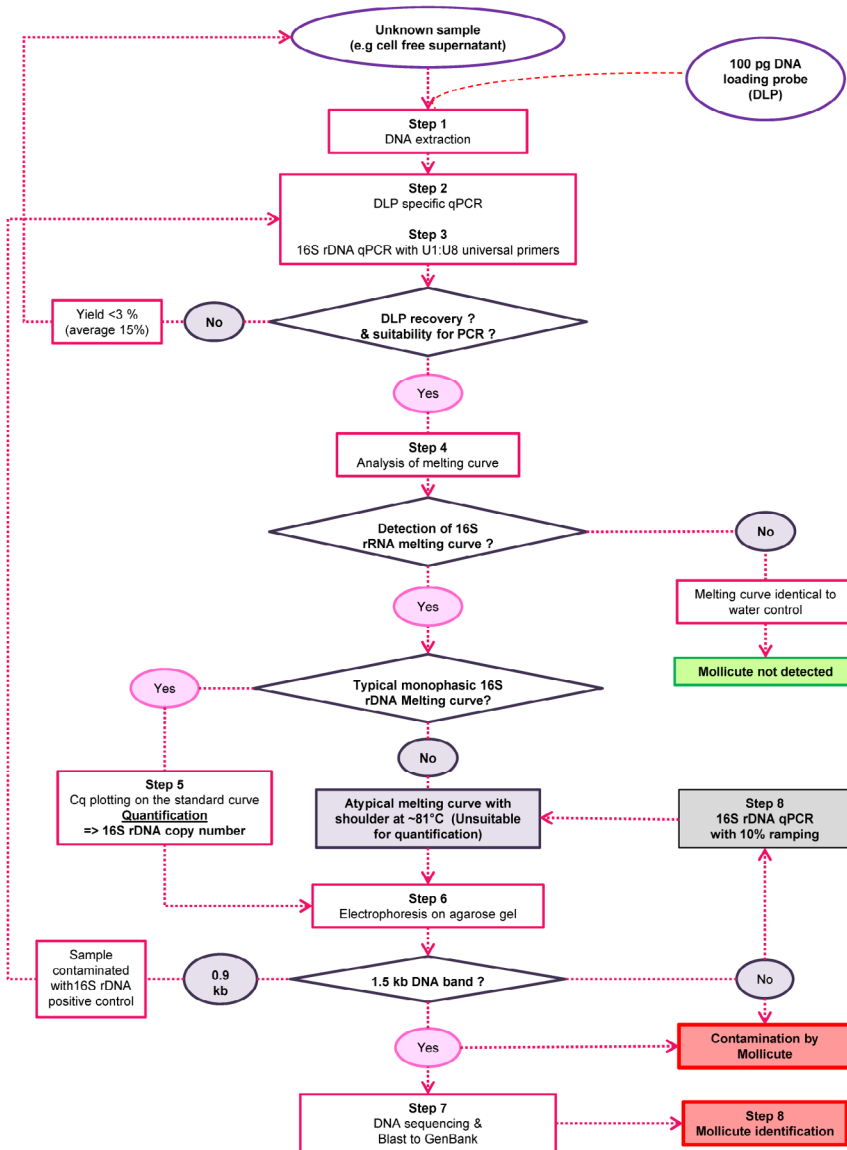 Unknown sample
(e.g cell free supernatant)
100 pg DNA
loading probe
(DLP)
Step 1
DNA extraction
Step 2
DLP specific qPCR
Step 3
16S rDNA qPCR with U1:U8 universal primers
Yield <3 %
(average 15%)
No
DLP recovery ?
& suitability for PCR ?
Yes
Step 4
Analysis of melting curve
Detection of 16S
rRNA melting curve ?
No
Yes
Melting curve identical to
water control
Mollicute not detected
Yes
Typical monophasic 16S
rDNA Melting curve?
No
Step 5
Cq plotting on the standard curve
Quantification
=> 16S rDNA copy number
Atypical melting curve with
shoulder at ~81°C (Unsuitable
for quantification)
Step 8
16S rDNA qPCR
with 10% ramping
Step 6
Electrophoresis on agarose gel
Sample
contaminated
with16S rDNA
positive control
0.9
kb
1.5 kb DNA band ?
No
Yes
Contamination by
Mollicute
Step 7
DNA sequencing &
Blast to GenBank
Step 8
Mollicute identification